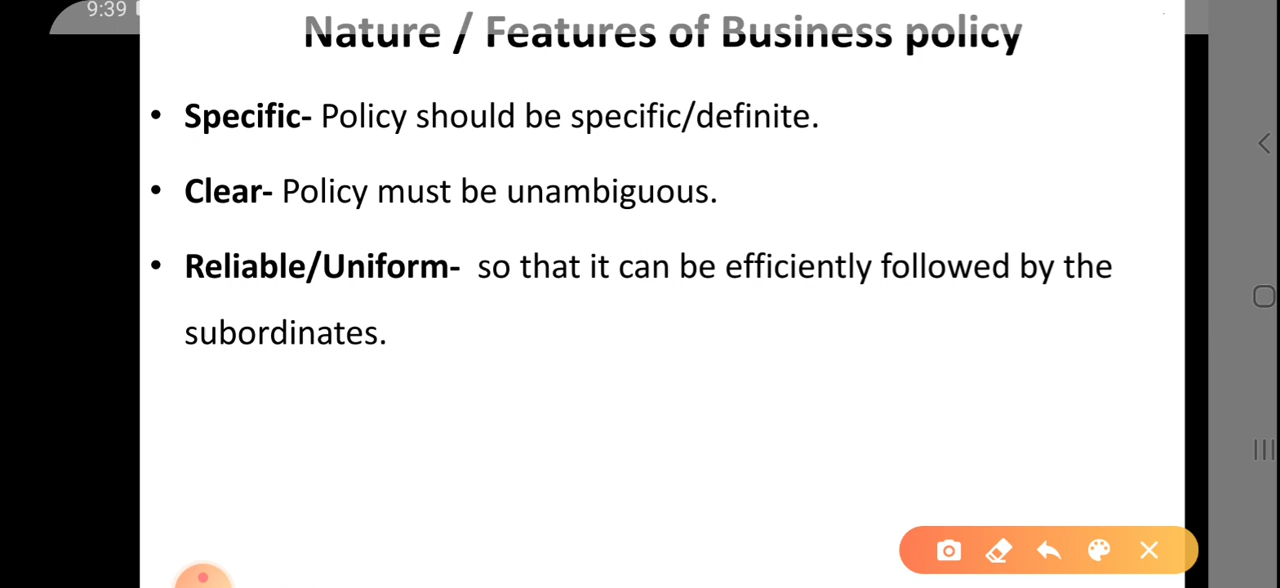 9:39
Nature / Features of Business policy
• Specific- Policy should be specific/definite.
• Clear- Policy must be unambiguous.
• Reliable/Uniform- so that it can be efficiently followed by the
subordinates.